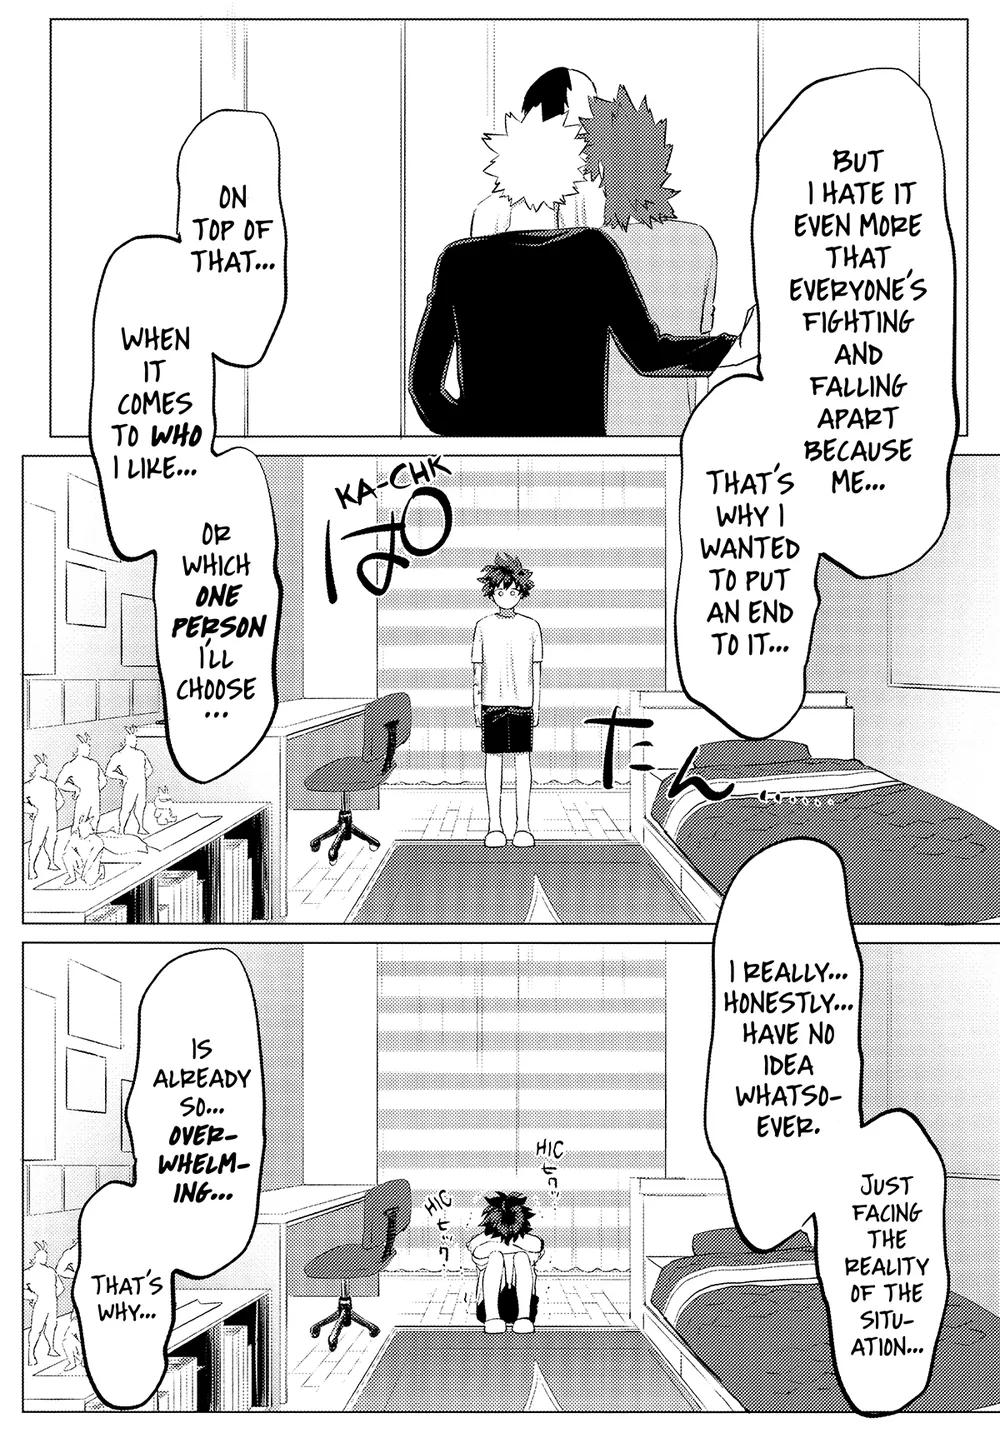 BUT
I HATE IT
EVEN MORE
THAT
EVERYONE'S
FIGHTING
AND
FALLING
APART
BECAUSE
ME...
THAT'S
WHY I
WANTED
TO PUT
AN END
TO IT...
ON
TOP OF
THAT...
WHEN
IT
COMES
TO WHO
I LIKE...
OR
WHICH
ONE
PERSON
I'LL
CHOOSE
...
KA-CHK
ぱ
たん...
I REALLY...
HONESTLY...
HAVE NO
IDEA
WHATSO-
EVER.
JUST
FACING
THE
REALITY
OF THE
SITU-
ATION...
HIC
ヒック
HIC
ヒック
IS
ALREADY
SO...
OVER-
WHELM-
ING...
THAT'S
WHY...